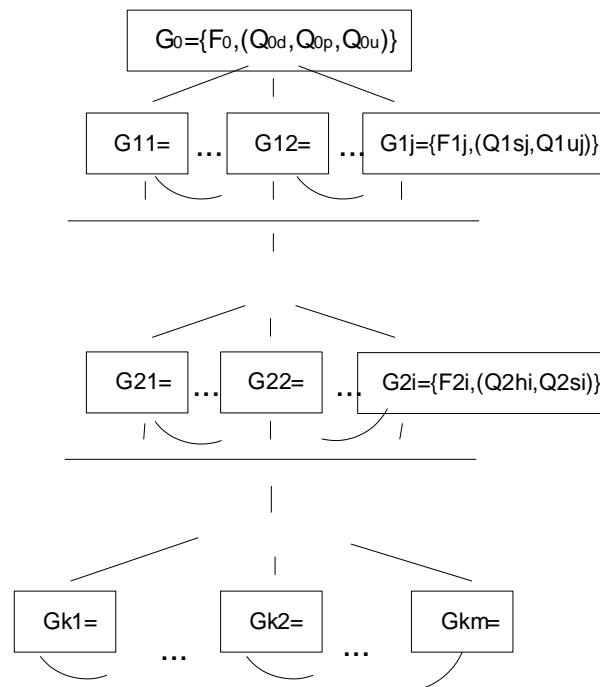 G0={F0,(Q0d,Q0p,Q0u)}
G11= ... G12= ... G1j={F1j,(Q1sj,Q1uj)}
G21= ... G22= ... G2i={F2i,(Q2hi,Q2si)}
Gk1= ... Gk2= ... Gkm=